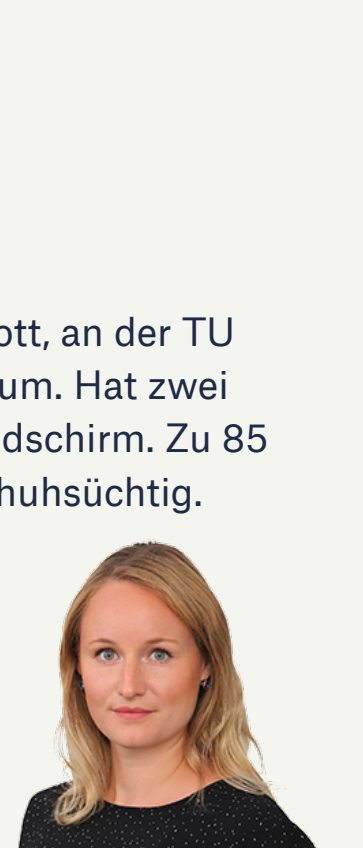 ott, an der TU
um. Hat zwei
dschirm. Zu 85
huhsüchtig.